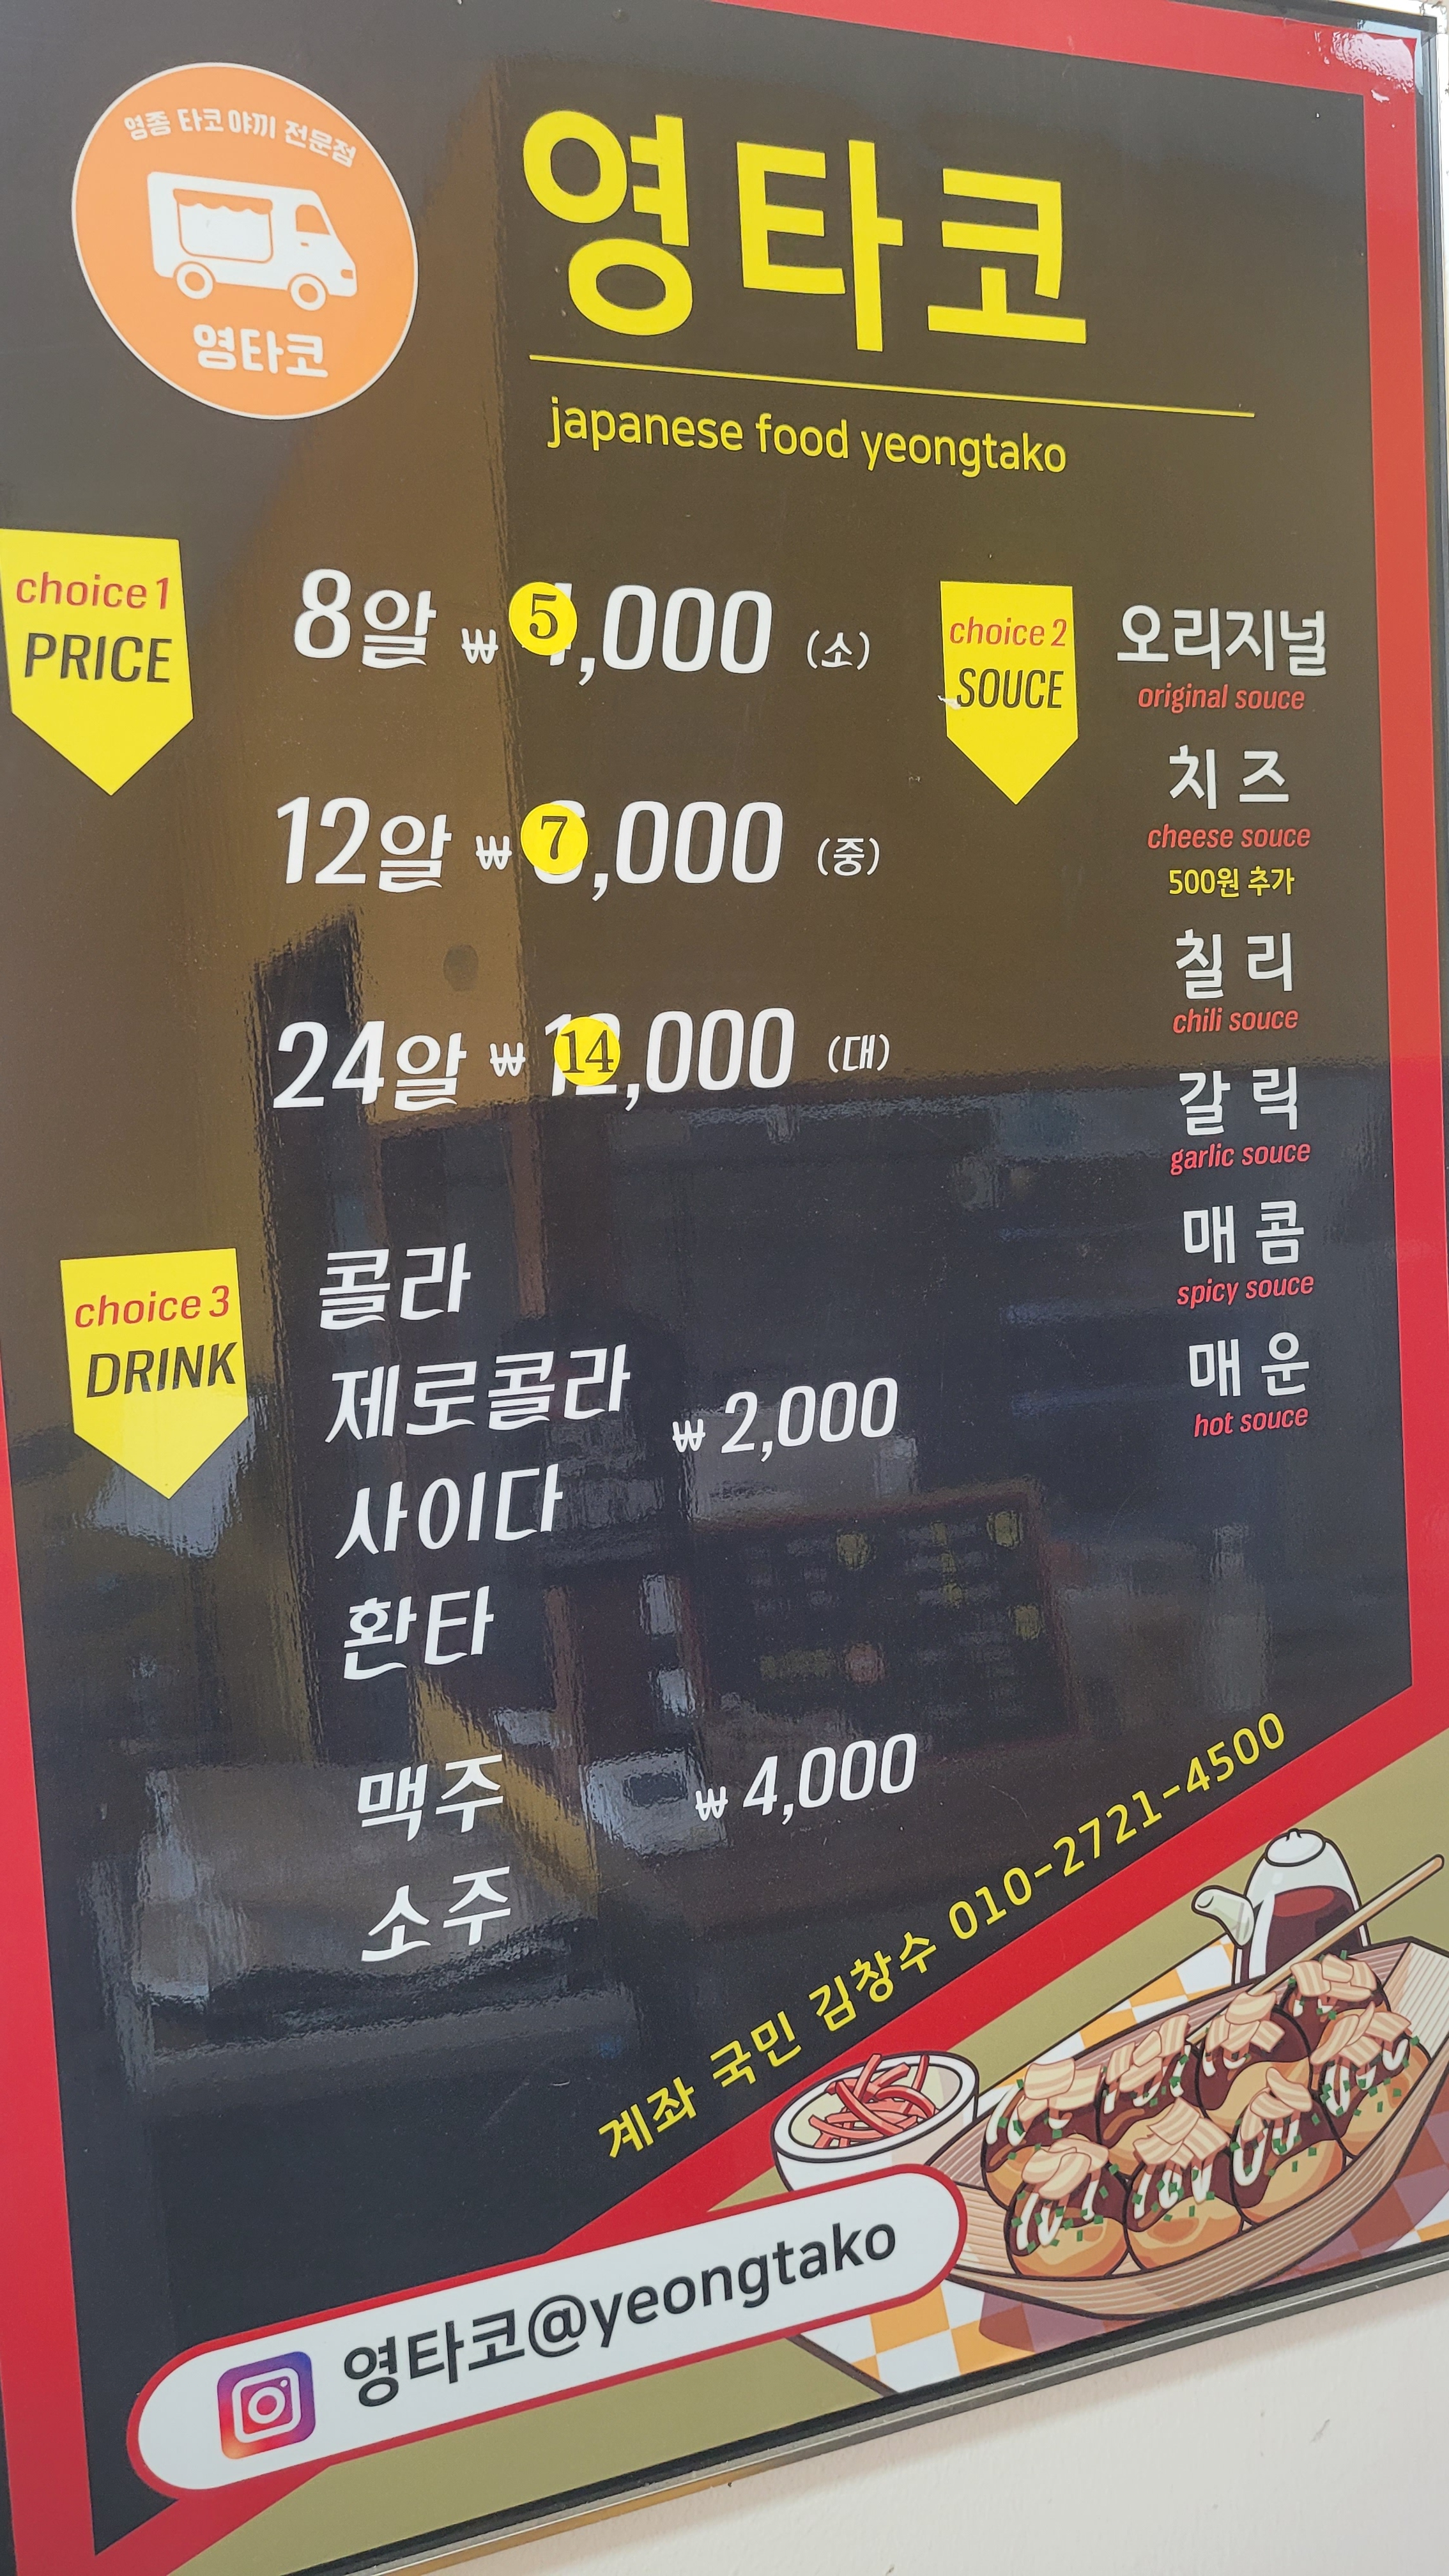 영종 타코야끼 전문점
영타코
영타코
japanese food yeongtako
choice 1
PRICE
8알 ₩ 5,000 (소)
12알 ₩ 7,000 (중)
24알 ₩ 14,000 (대)
choice 2
SOUCE
오리지널
original souce
치즈
cheese souce
500원 추가
칠리
chili souce
갈릭
garlic souce
매콤
spicy souce
매운
hot souce
choice 3
DRINK
콜라
제로콜라
사이다
환타
₩ 2,000
맥주
소주
₩ 4,000
계좌 국민 김창수 010-2721-4500
영타코@yeongtako